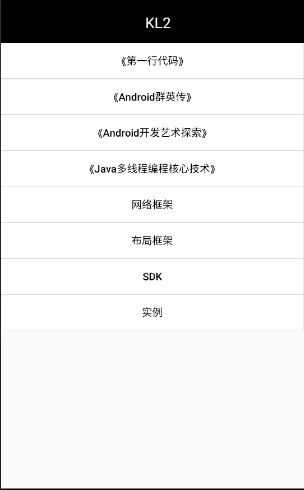 KL2
《第一行代码》
《Android群英传》
《Android开发艺术探索》
《Java多线程编程核心技术》
网络框架
布局框架
SDK
实例